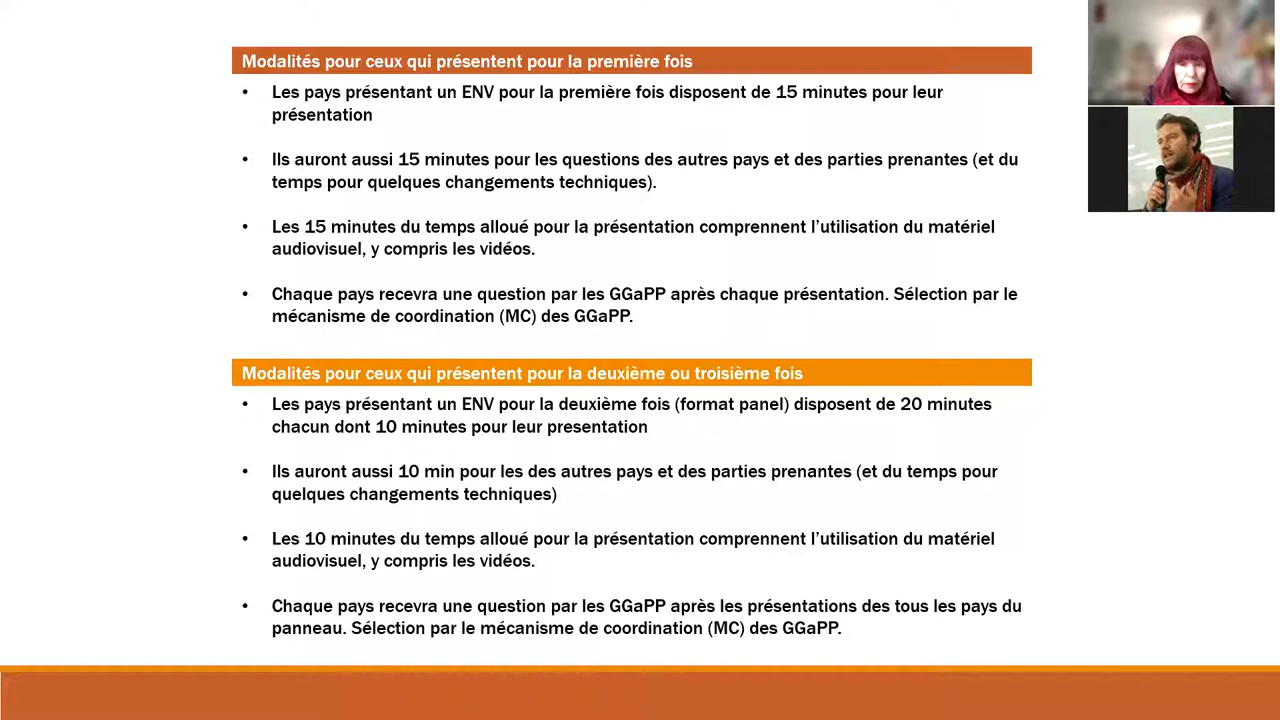 Modalités pour ceux qui présentent pour la première fois
• Les pays présentant un ENV pour la première fois disposent de 15 minutes pour leur
présentation
• Ils auront aussi 15 minutes pour les questions des autres pays et des parties prenantes (et du
temps pour quelques changements techniques).
• Les 15 minutes du temps alloué pour la présentation comprennent l’utilisation du matériel
audiovisuel, y compris les vidéos.
• Chaque pays recevra une question par les GGaPP après chaque présentation. Sélection par le
mécanisme de coordination (MC) des GGaPP.
Modalités pour ceux qui présentent pour la deuxième ou troisième fois
• Les pays présentant un ENV pour la deuxième fois (format panel) disposent de 20 minutes
chacun dont 10 minutes pour leur presentation
• Ils auront aussi 10 min pour les des autres pays et des parties prenantes (et du temps pour
quelques changements techniques)
• Les 10 minutes du temps alloué pour la présentation comprennent l’utilisation du matériel
audiovisuel, y compris les vidéos.
• Chaque pays recevra une question par les GGaPP après les présentations des tous les pays du
panneau. Sélection par le mécanisme de coordination (MC) des GGaPP.